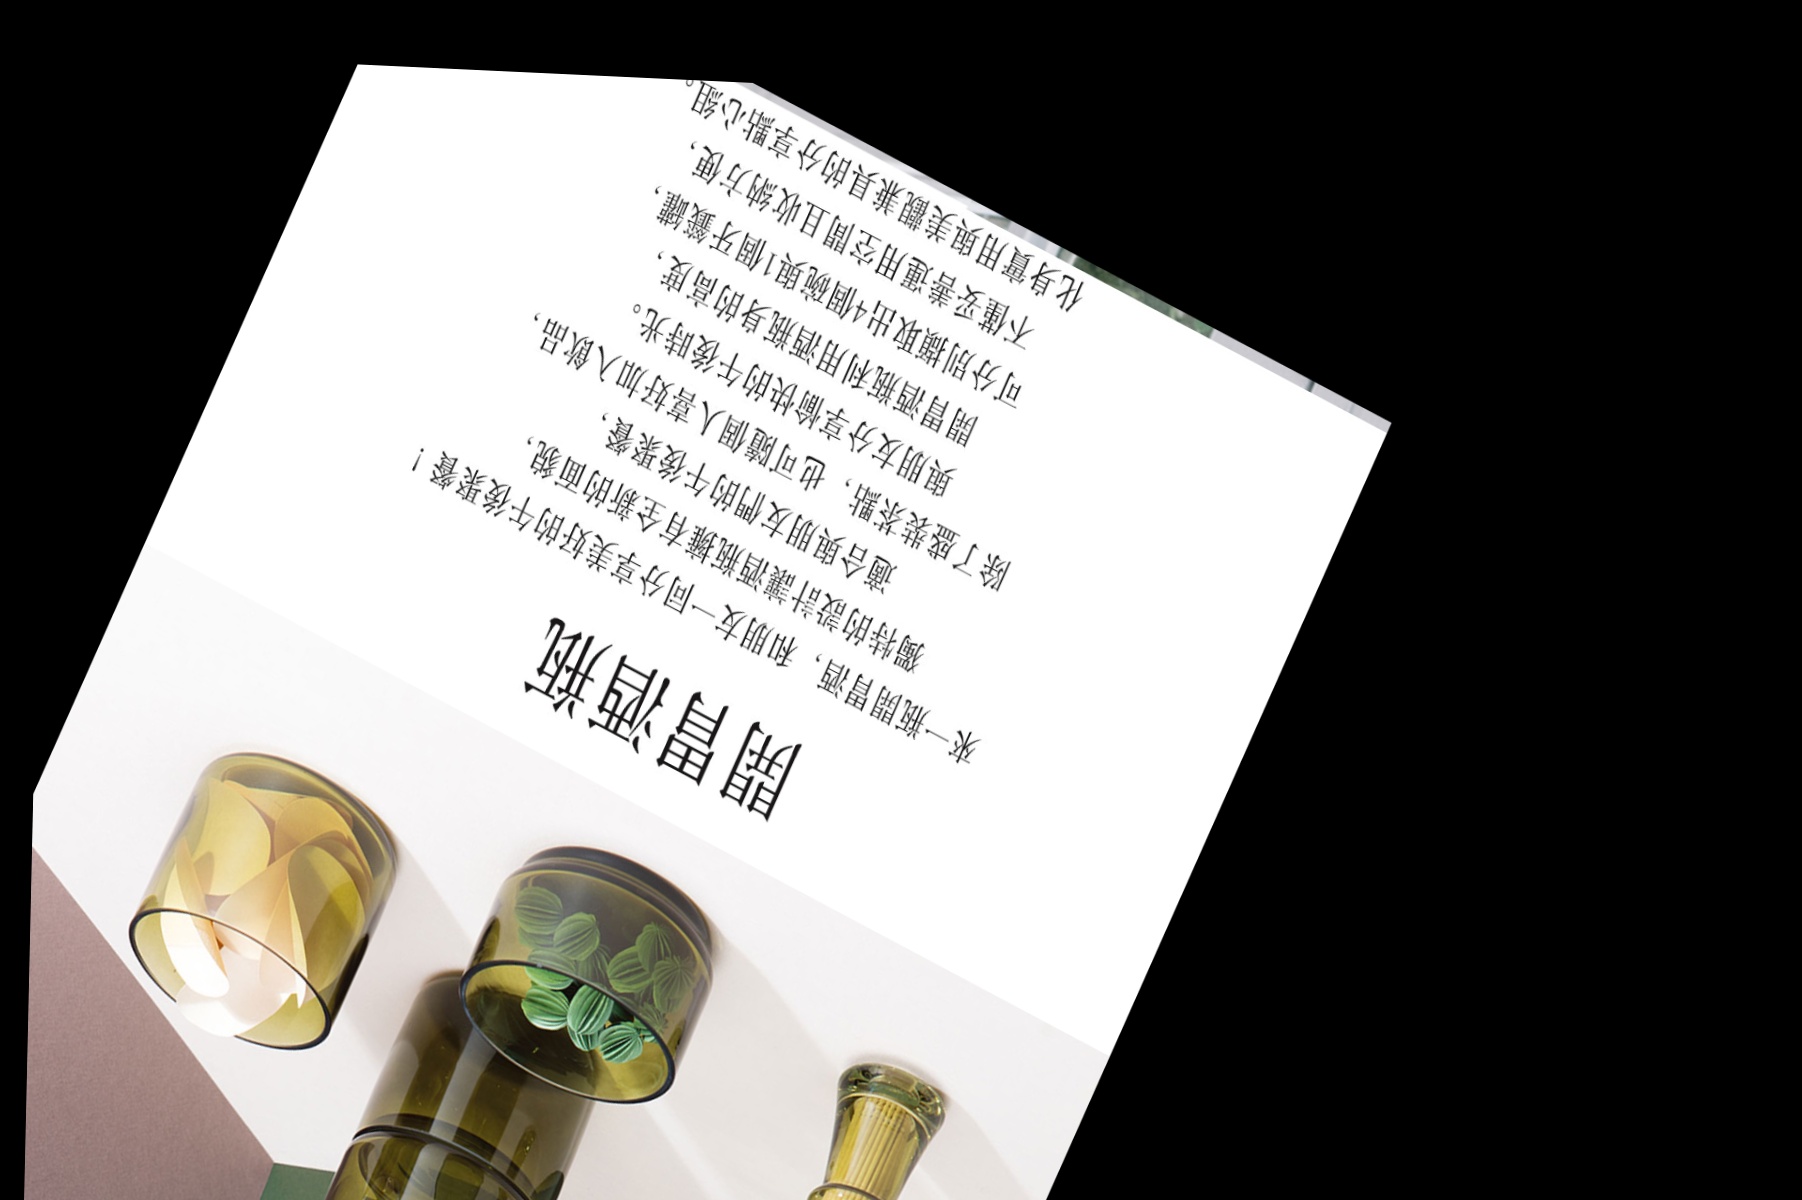 開胃酒瓶
來一瓶開胃酒，和朋友一同分享美好的午後聚餐！
獨特的設計讓酒瓶擁有全新的面貌，
適合與朋友們的午後聚餐，
除了盛裝茶點，也可隨個人喜好加入飲品，
與朋友分享愉快的午後時光。
開胃酒瓶利用酒瓶身的高度，
可分別擷取出4個碗與1個牙籤罐，
不僅妥善運用空間且收納方便，
化身實用與美觀兼具的分享點心組。